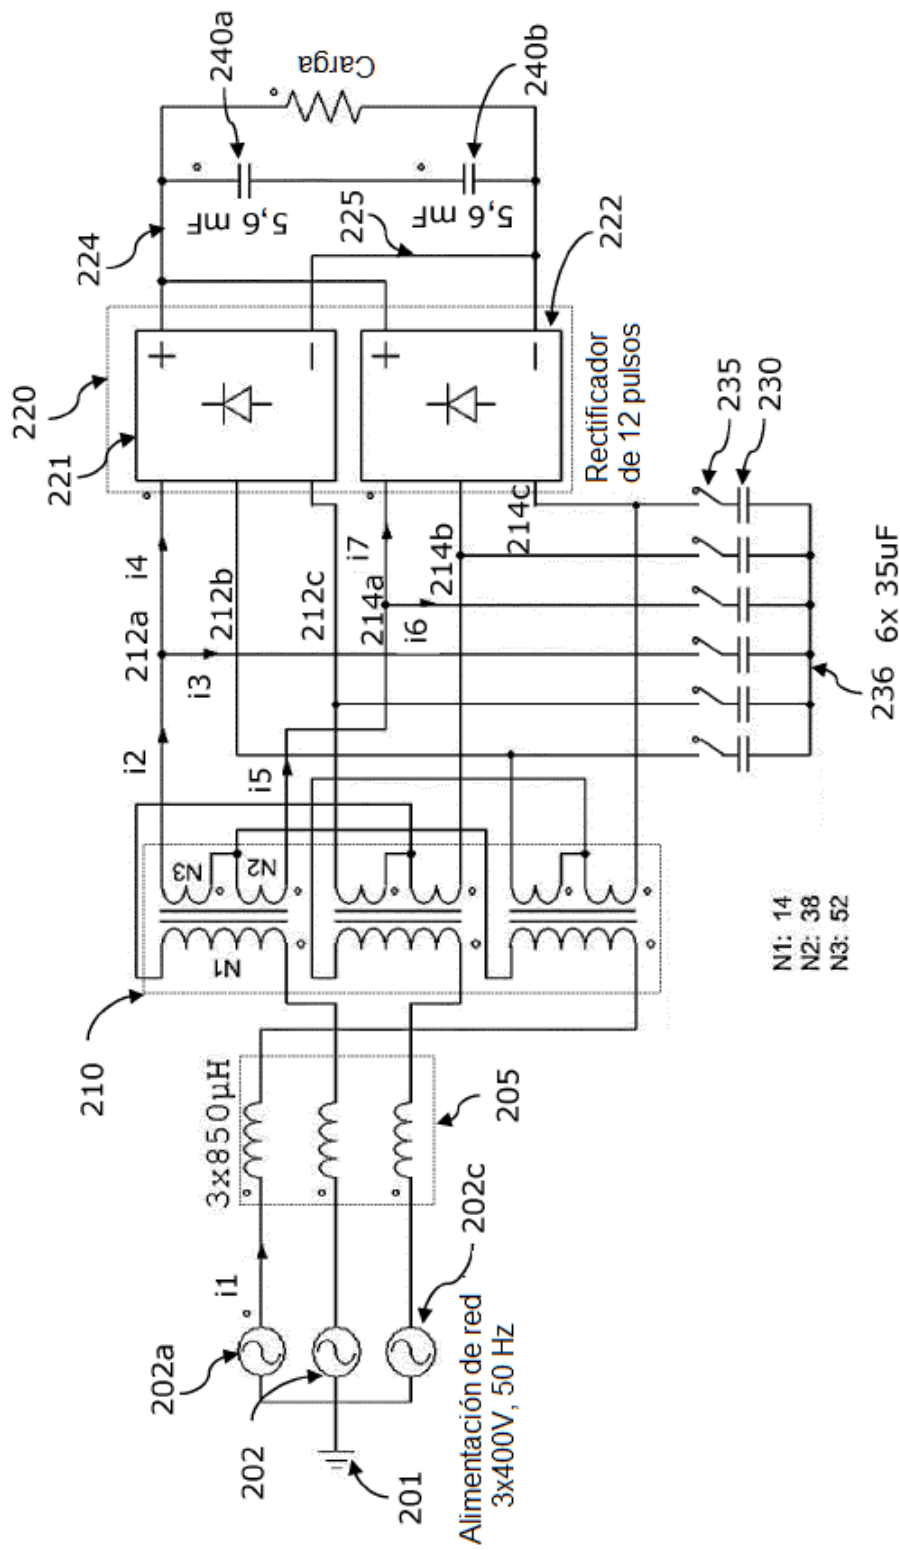 202a
i1
202
201
202c
Alimentación de red
3x400V, 50 Hz
3x850µH
205
210
N1
N3
N2
N1: 14
N2: 38
N3: 52
i2
i5
212a
i4
i3
212b
212c
i7
214a
i6
214b
214c
220
221
+
−
+
−
222
Rectificador
de 12 pulsos
235
230
236
6x 35uF
224
225
5,6 mF
5,6 mF
240a
240b
Carga